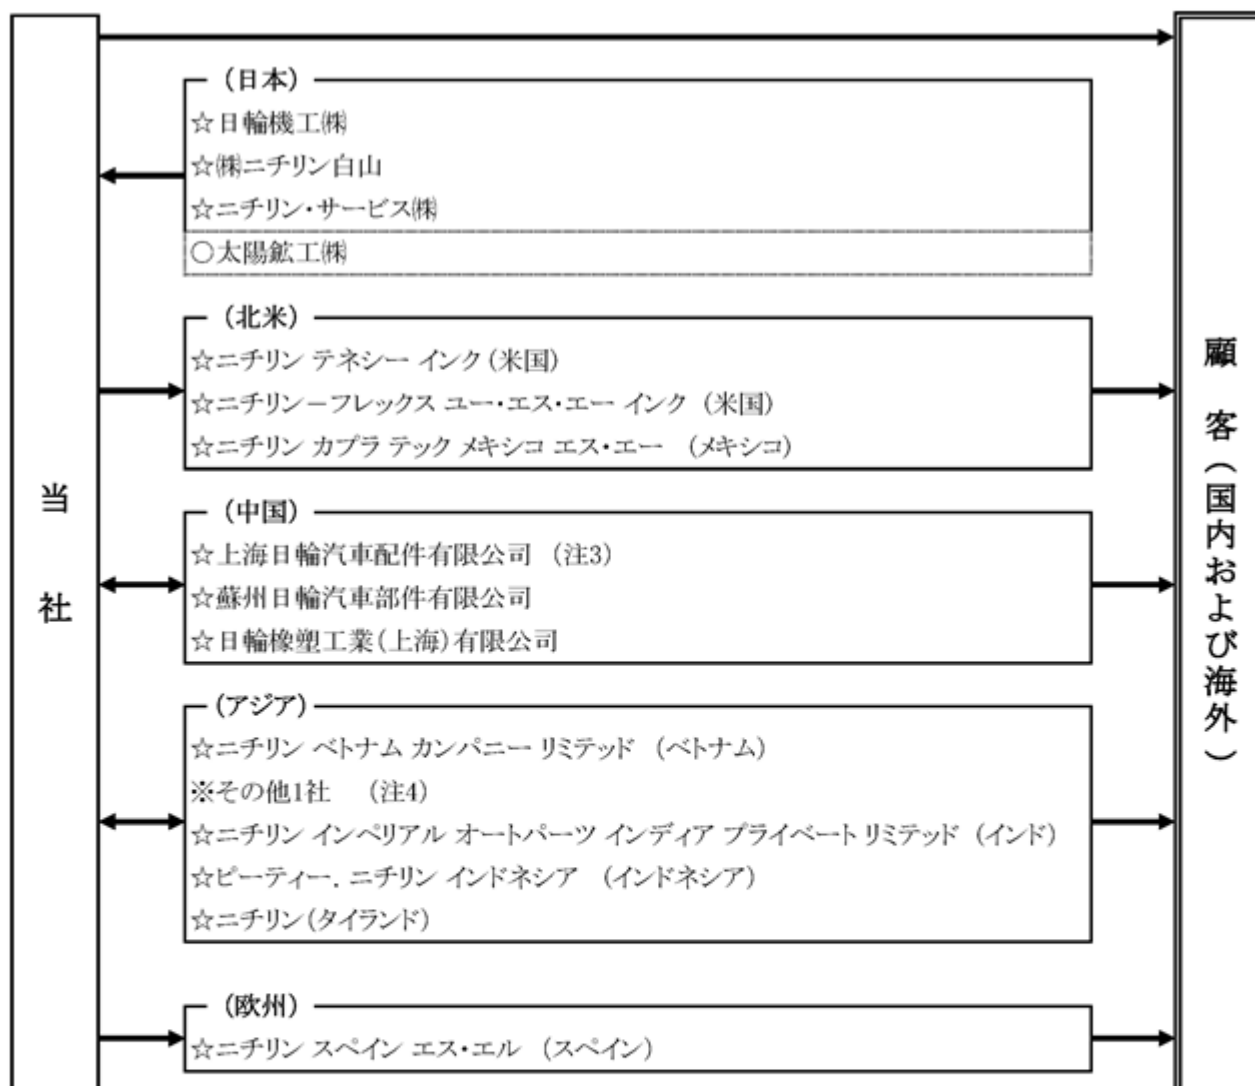 当社
(日本)
☆日輪機工㈱
☆㈱ニチリン白山
☆ニチリン・サービス㈱
○太陽鉱工㈱
(北米)
☆ニチリン テネシー インク(米国)
☆ニチリン－フレックス ユー・エス・エー インク (米国)
☆ニチリン カプラ テック メキシコ エス・エー (メキシコ)
(中国)
☆上海日輪汽車配件有限公司 (注3)
☆蘇州日輪汽車部件有限公司
☆日輪橡塑工業(上海)有限公司
(アジア)
☆ニチリン ベトナム カンパニー リミテッド (ベトナム)
※その他1社 (注4)
☆ニチリン インペリアル オートパーツ インディア プライベート リミテッド (インド)
☆ピーティー. ニチリン インドネシア (インドネシア)
☆ニチリン(タイランド)
(欧州)
☆ニチリン スペイン エス・エル (スペイン)
顧客(国内および海外)